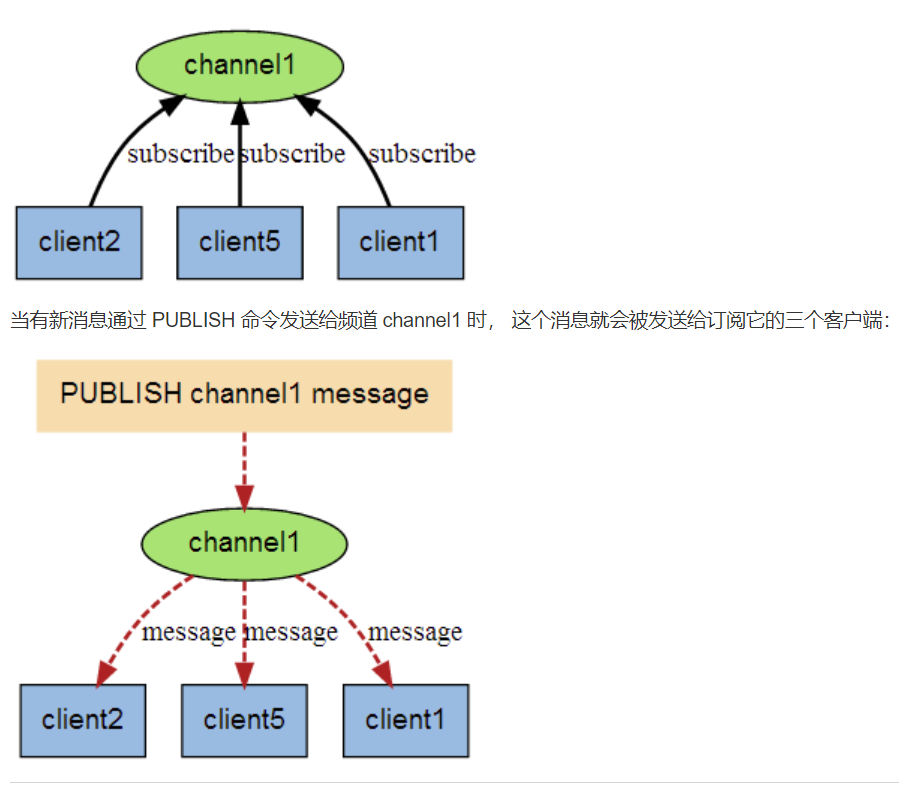 channel1
subscribe subscribe subscribe
client2 client5 client1
当有新消息通过 PUBLISH 命令发送给频道 channel1 时， 这个消息就会被发送给订阅它的三个客户端：
PUBLISH channel1 message
channel1
message message message
client2 client5 client1